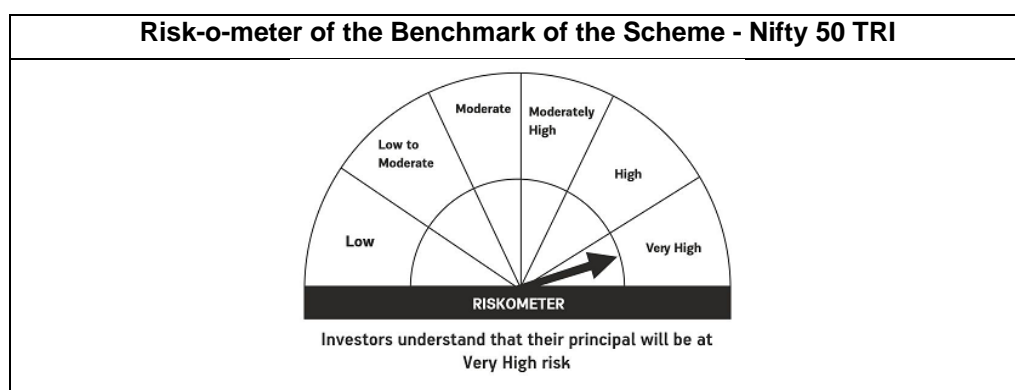 Risk-o-meter of the Benchmark of the Scheme - Nifty 50 TRI
Moderate
Moderately
High
Low to
Moderate
High
Low
Very High
RISKOMETER
Investors understand that their principal will be at
Very High risk